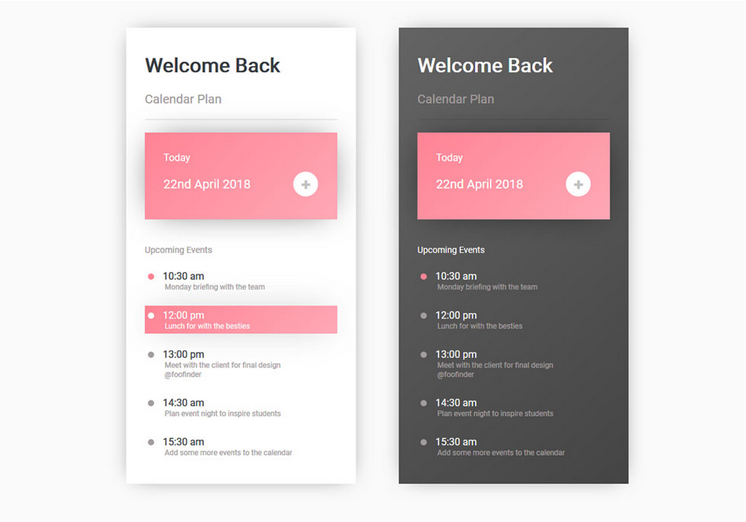 Welcome Back
Calendar Plan
Today
22nd April 2018
Upcoming Events
10:30 am
Monday briefing with the team
12:00 pm
Lunch for with the besties
13:00 pm
Meet with the client for final design
@foofinder
14:30 am
Plan event night to inspire students
15:30 am
Add some more events to the calendar
Welcome Back
Calendar Plan
Today
22nd April 2018
Upcoming Events
10:30 am
Monday briefing with the team
12:00 pm
Lunch for with the besties
13:00 pm
Meet with the client for final design
@foofinder
14:30 am
Plan event night to inspire students
15:30 am
Add some more events to the calendar